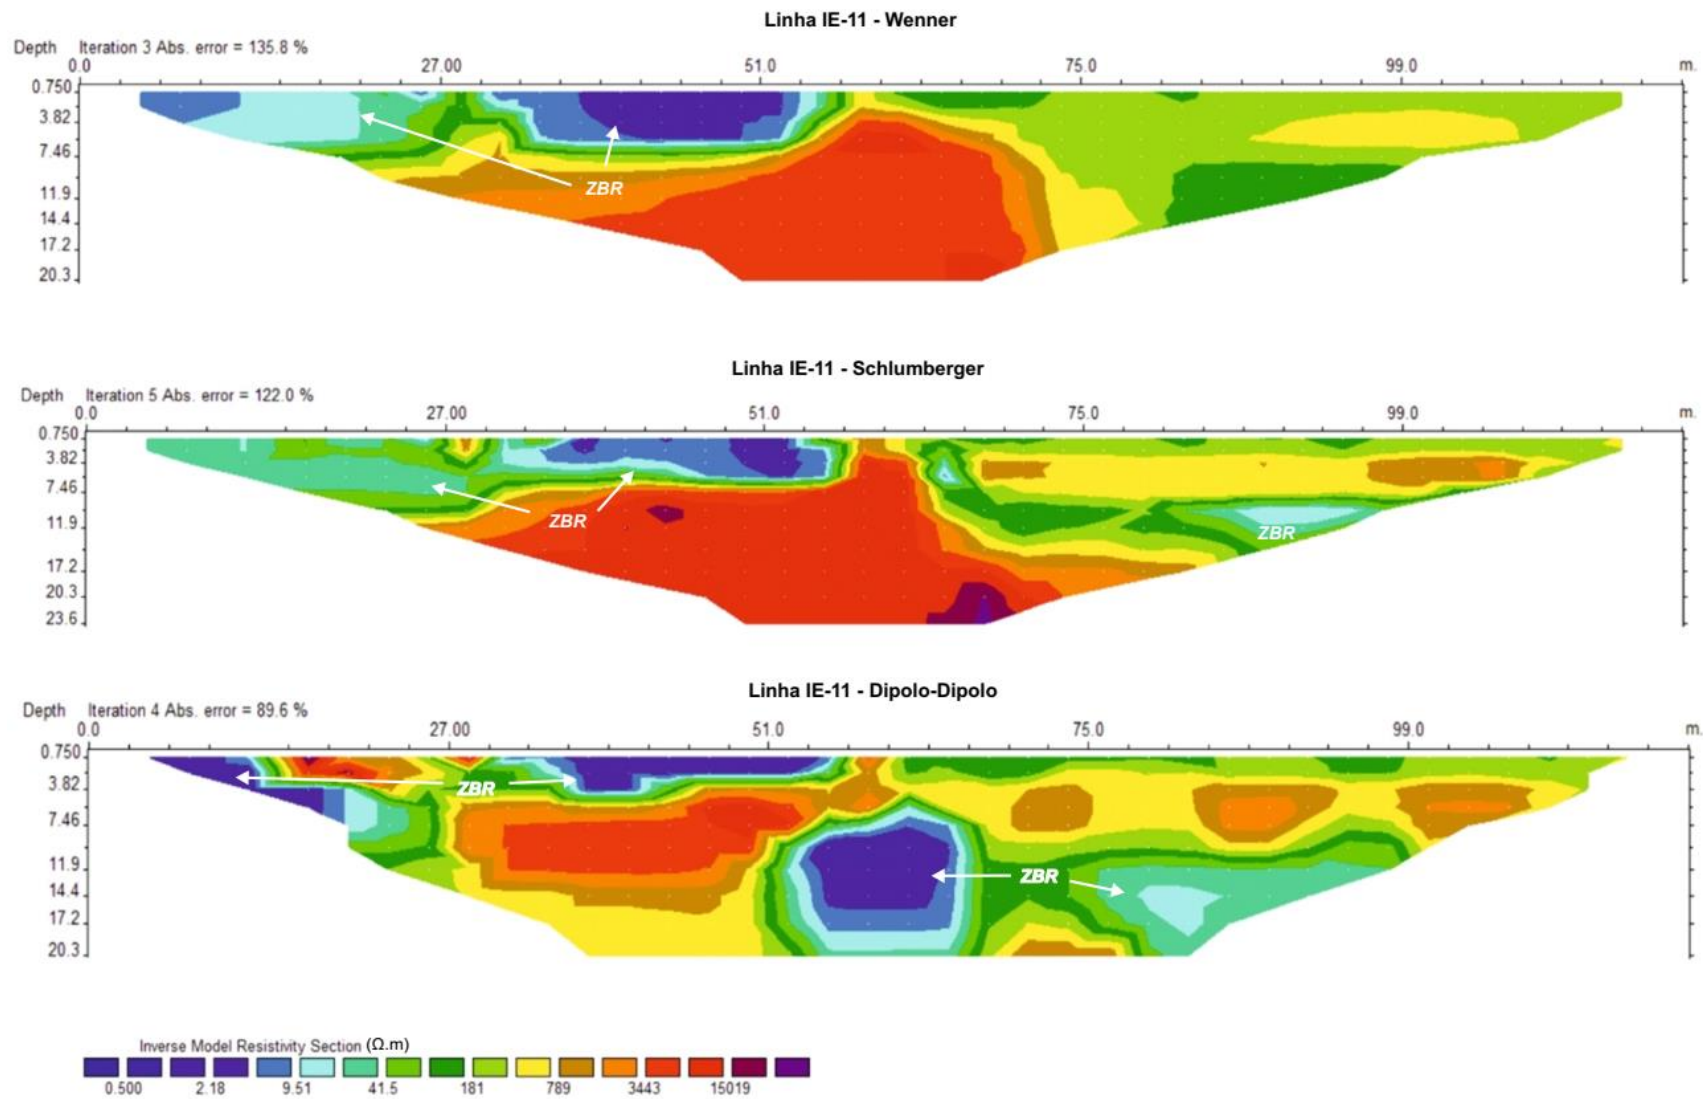 Linha IE-11 - Wenner
Depth Iteration 3 Abs. error = 135.8 %
0.0 27.00 51.0 75.0 99.0 m.
0.750
3.82
7.46
11.9
14.4
17.2
20.3
ZBR
Linha IE-11 - Schlumberger
Depth Iteration 5 Abs. error = 122.0 %
0.0 27.00 51.0 75.0 99.0 m.
0.750
3.82
7.46
11.9
17.2
20.3
23.6
ZBR
ZBR
Linha IE-11 - Dipolo-Dipolo
Depth Iteration 4 Abs. error = 89.6 %
0.0 27.00 51.0 75.0 99.0 m.
0.750
3.82
7.46
11.9
14.4
17.2
20.3
ZBR
ZBR
Inverse Model Resistivity Section (Ω.m)
0.500 2.18 9.51 41.5 181 789 3443 15019